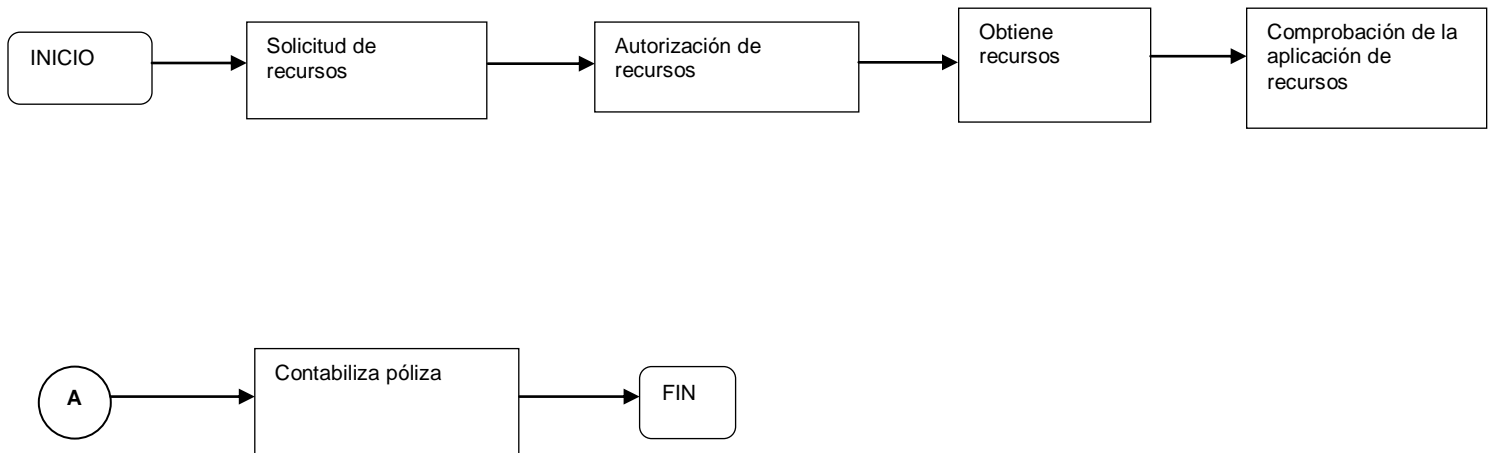 INICIO
Solicitud de
recursos
Autorización de
recursos
Obtiene
recursos
Comprobación de la
aplicación de
recursos
A
Contabiliza póliza
FIN